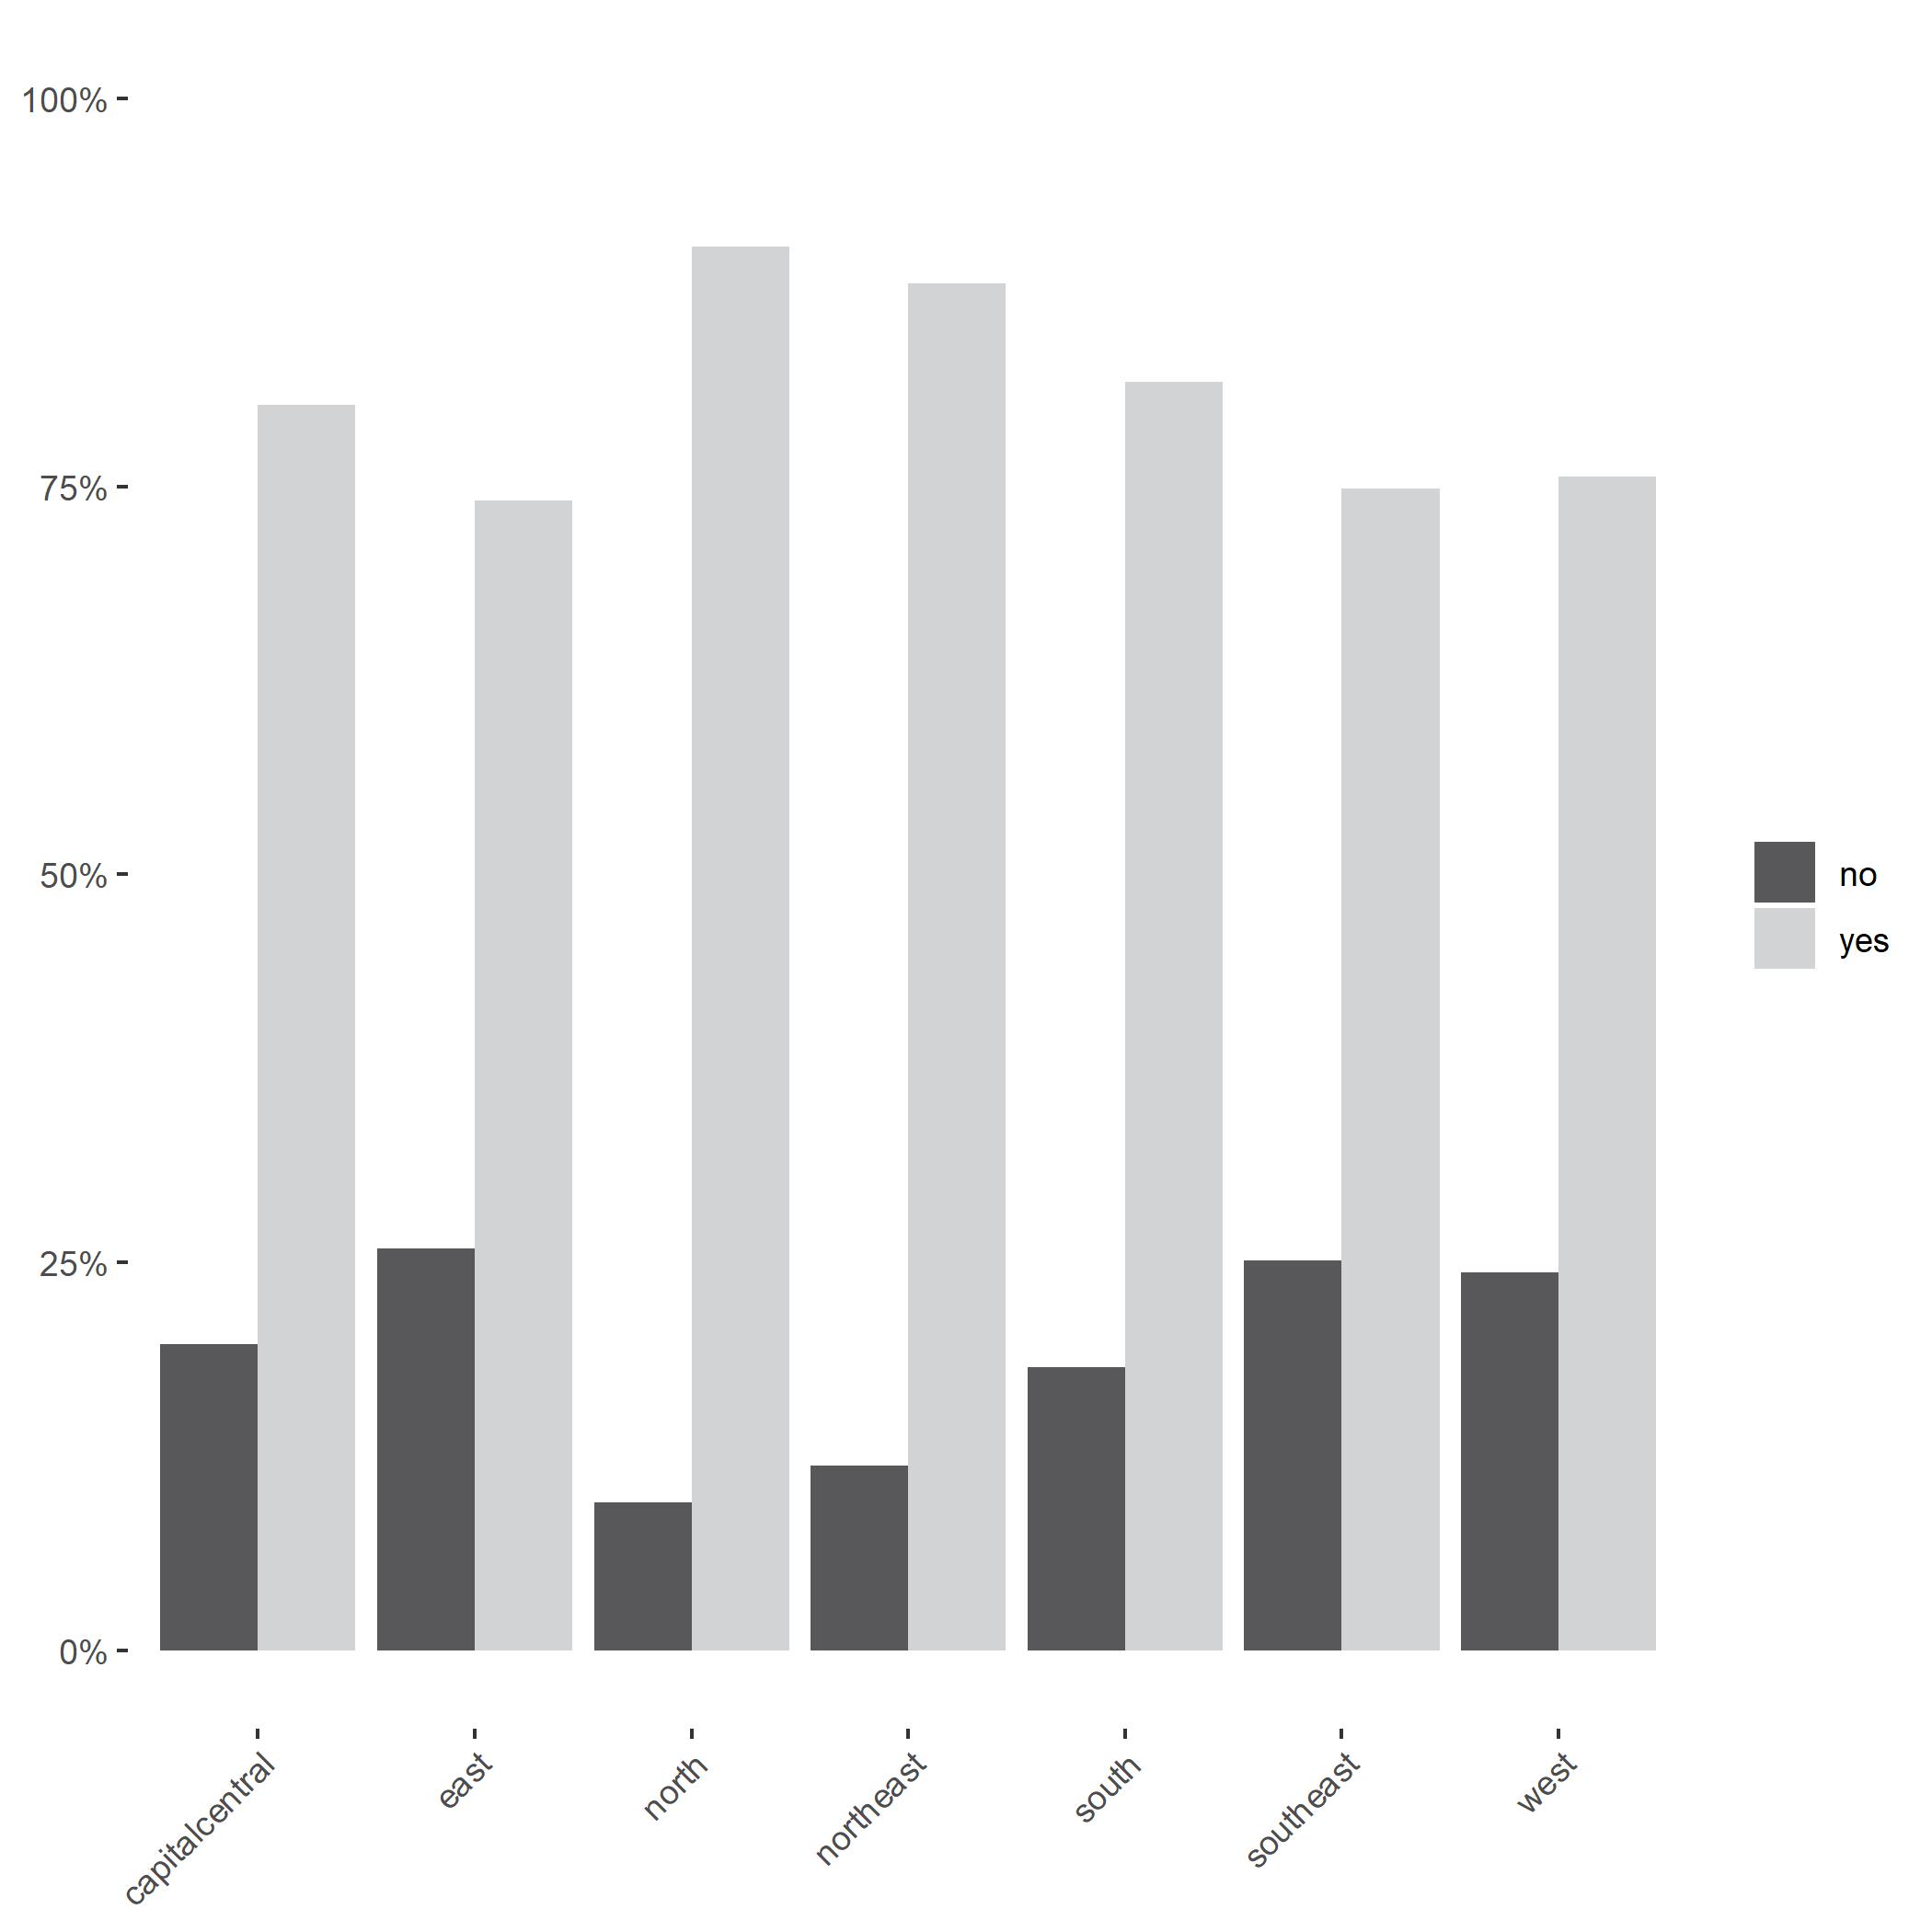 100%
75%
50%
25%
0%
capitalcentral
east
north
northeast
south
southeast
west
no
yes